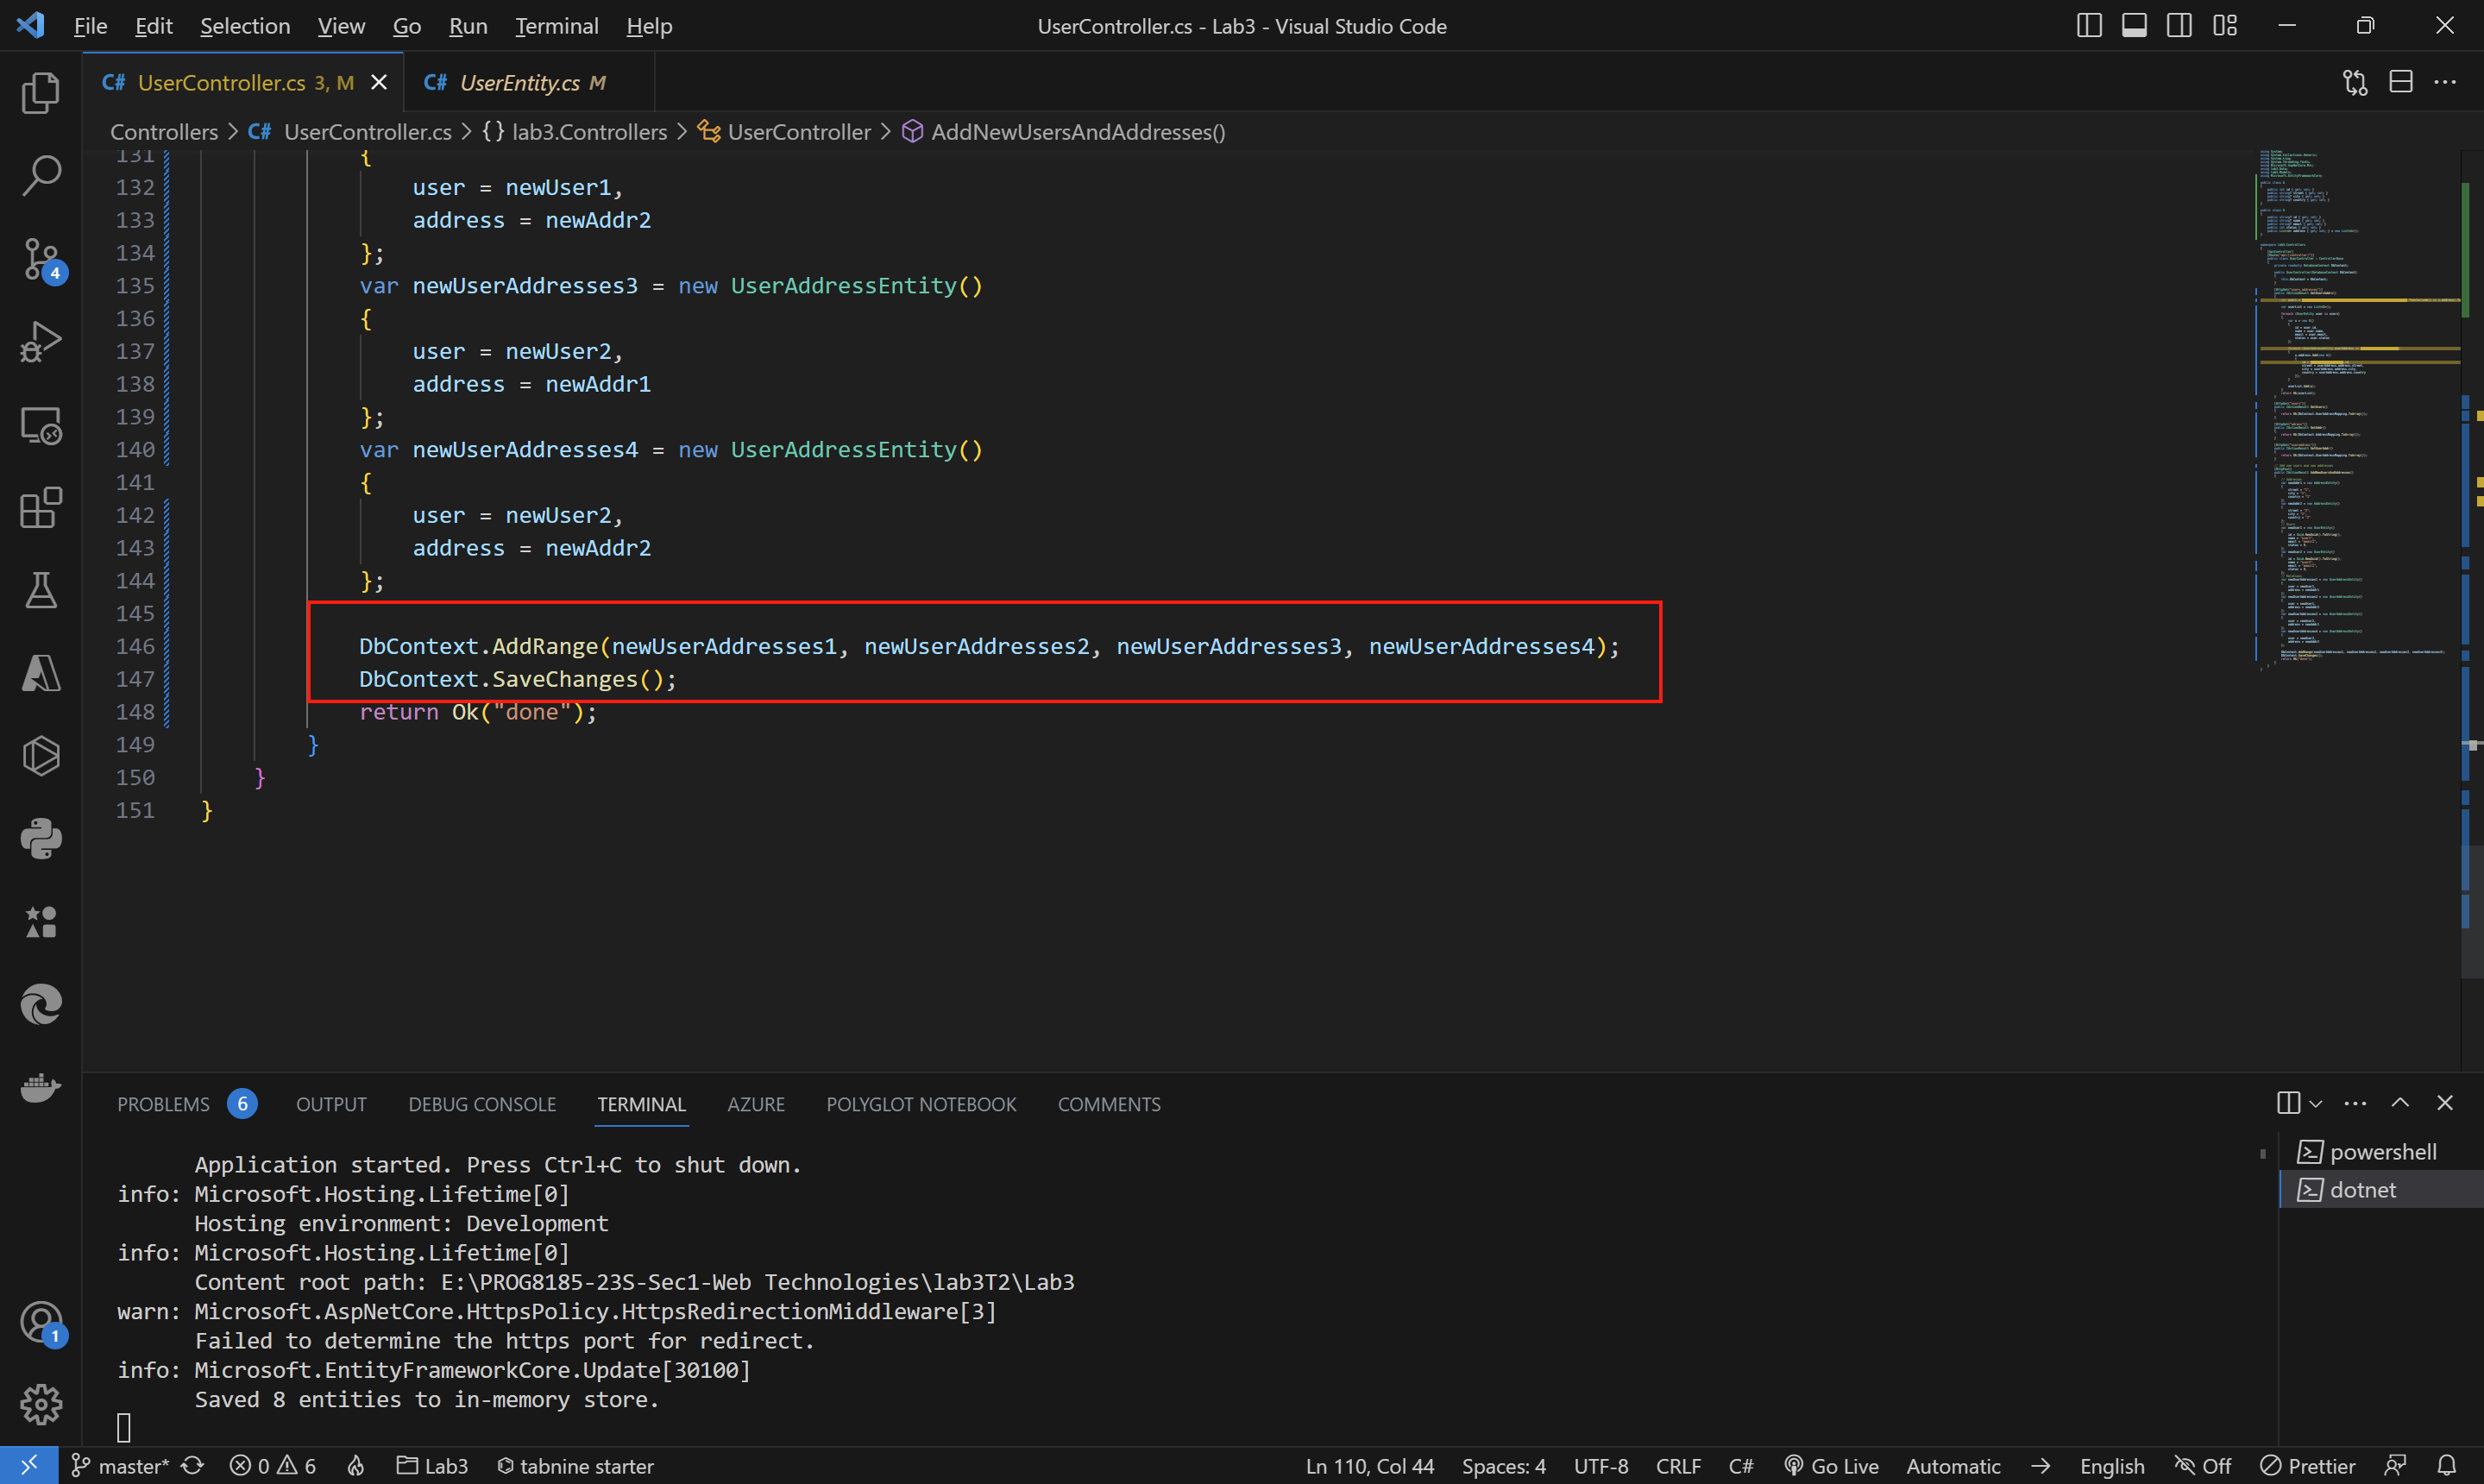 File Edit Selection View Go Run Terminal Help
UserController.cs - Lab3 - Visual Studio Code
C# UserController.cs 3, M
C# UserEntity.cs M
Controllers > C# UserController.cs > {} lab3.Controllers > UserController > AddNewUsersAndAddresses()
131 {
132 user = newUser1,
133 address = newAddr2
134 };
135 var newUserAddresses3 = new UserAddressEntity()
136 {
137 user = newUser2,
138 address = newAddr1
139 };
140 var newUserAddresses4 = new UserAddressEntity()
141 {
142 user = newUser2,
143 address = newAddr2
144 };
145
146 DbContext.AddRange(newUserAddresses1, newUserAddresses2, newUserAddresses3, newUserAddresses4);
147 DbContext.SaveChanges();
148 return Ok("done");
149 }
150 }
151 }
4
1
PROBLEMS 6 OUTPUT DEBUG CONSOLE TERMINAL AZURE POLYGLOT NOTEBOOK COMMENTS
Application started. Press Ctrl+C to shut down.
info: Microsoft.Hosting.Lifetime[0]
Hosting environment: Development
info: Microsoft.Hosting.Lifetime[0]
Content root path: E:\PROG8185-23S-Sec1-Web Technologies\lab3T2\Lab3
warn: Microsoft.AspNetCore.HttpsPolicy.HttpsRedirectionMiddleware[3]
Failed to determine the https port for redirect.
info: Microsoft.EntityFrameworkCore.Update[30100]
Saved 8 entities to in-memory store.
powershell
dotnet
master* 0 6 Lab3 tabnine starter Ln 110, Col 44 Spaces: 4 UTF-8 CRLF C# Go Live Automatic English Off Prettier